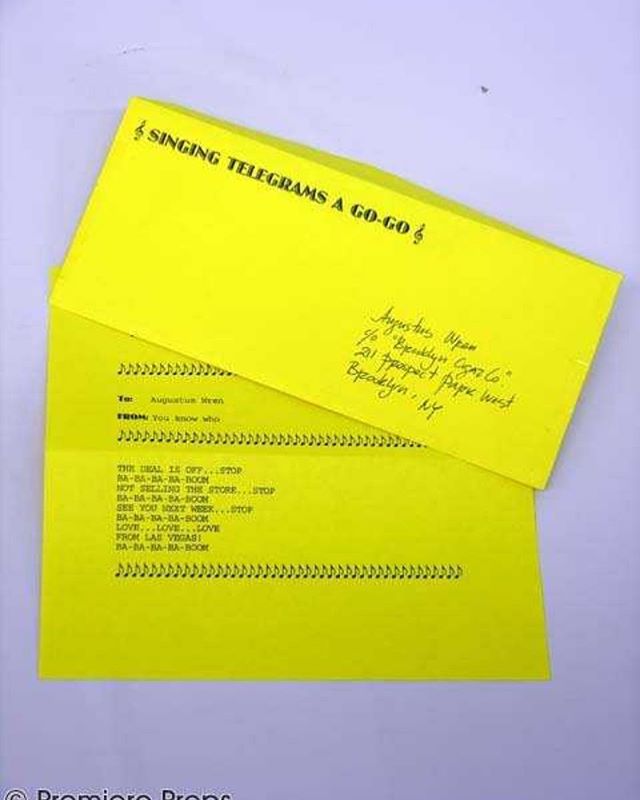 SINGING TELEGRAMS A GO-GO
Augustus Wren
c/o "Brooklyn Cigar Co."
211 Prospect Park West
Brooklyn, NY
To: Augustus Wren
FROM: You know who
THE DEAL IS OFF...STOP
BA-BA-BA-BA-BOOM
NOT SELLING THE STORE...STOP
BA-BA-BA-BA-BOOM
SEE YOU NEXT WEEK...STOP
BA-BA-BA-BA-BOOM
LOVE...LOVE...LOVE
FROM LAS VEGAS!
BA-BA-BA-BA-BOOM
© Premiere Props